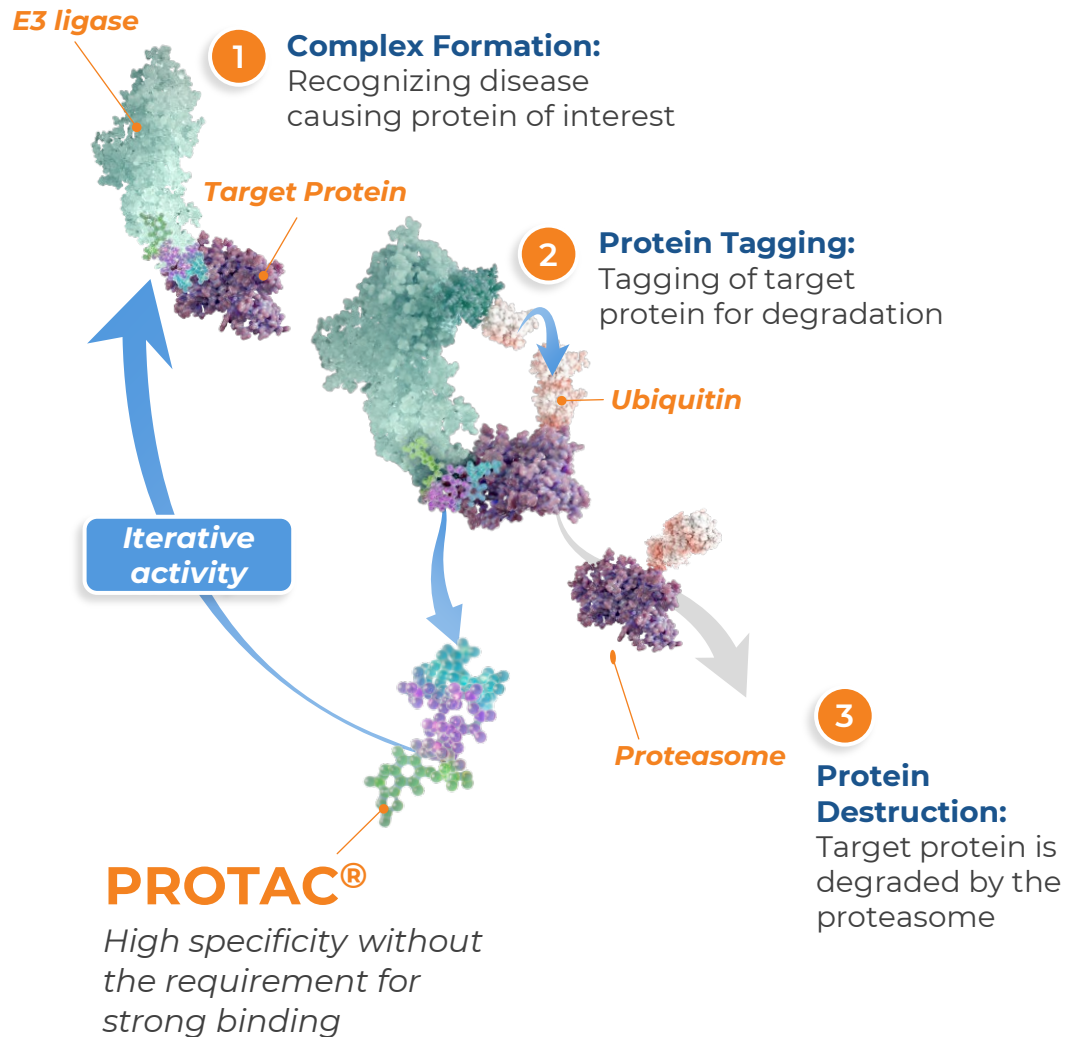 E3 ligase
1
Complex Formation:
Recognizing disease
causing protein of interest
Target Protein
2
Protein Tagging:
Tagging of target
protein for degradation
Ubiquitin
Iterative
activity
Proteasome
3
Protein
Destruction:
Target protein is
degraded by the
proteasome
PROTAC®
High specificity without
the requirement for
strong binding